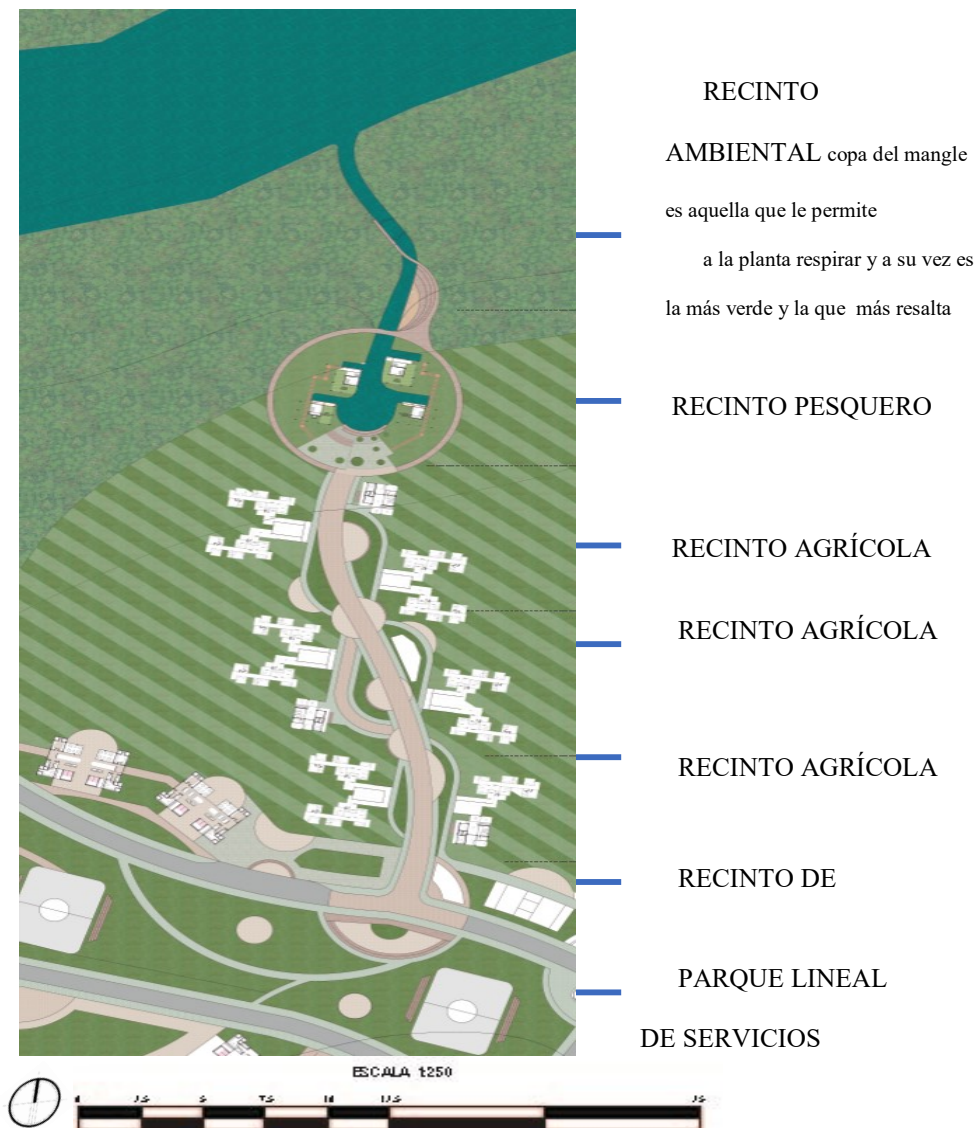 RECINTO
AMBIENTAL copa del mangle
es aquella que le permite
a la planta respirar y a su vez es
la más verde y la que más resalta
RECINTO PESQUERO
RECINTO AGRÍCOLA
RECINTO AGRÍCOLA
RECINTO AGRÍCOLA
RECINTO DE
PARQUE LINEAL
DE SERVICIOS
ESCALA 1:250